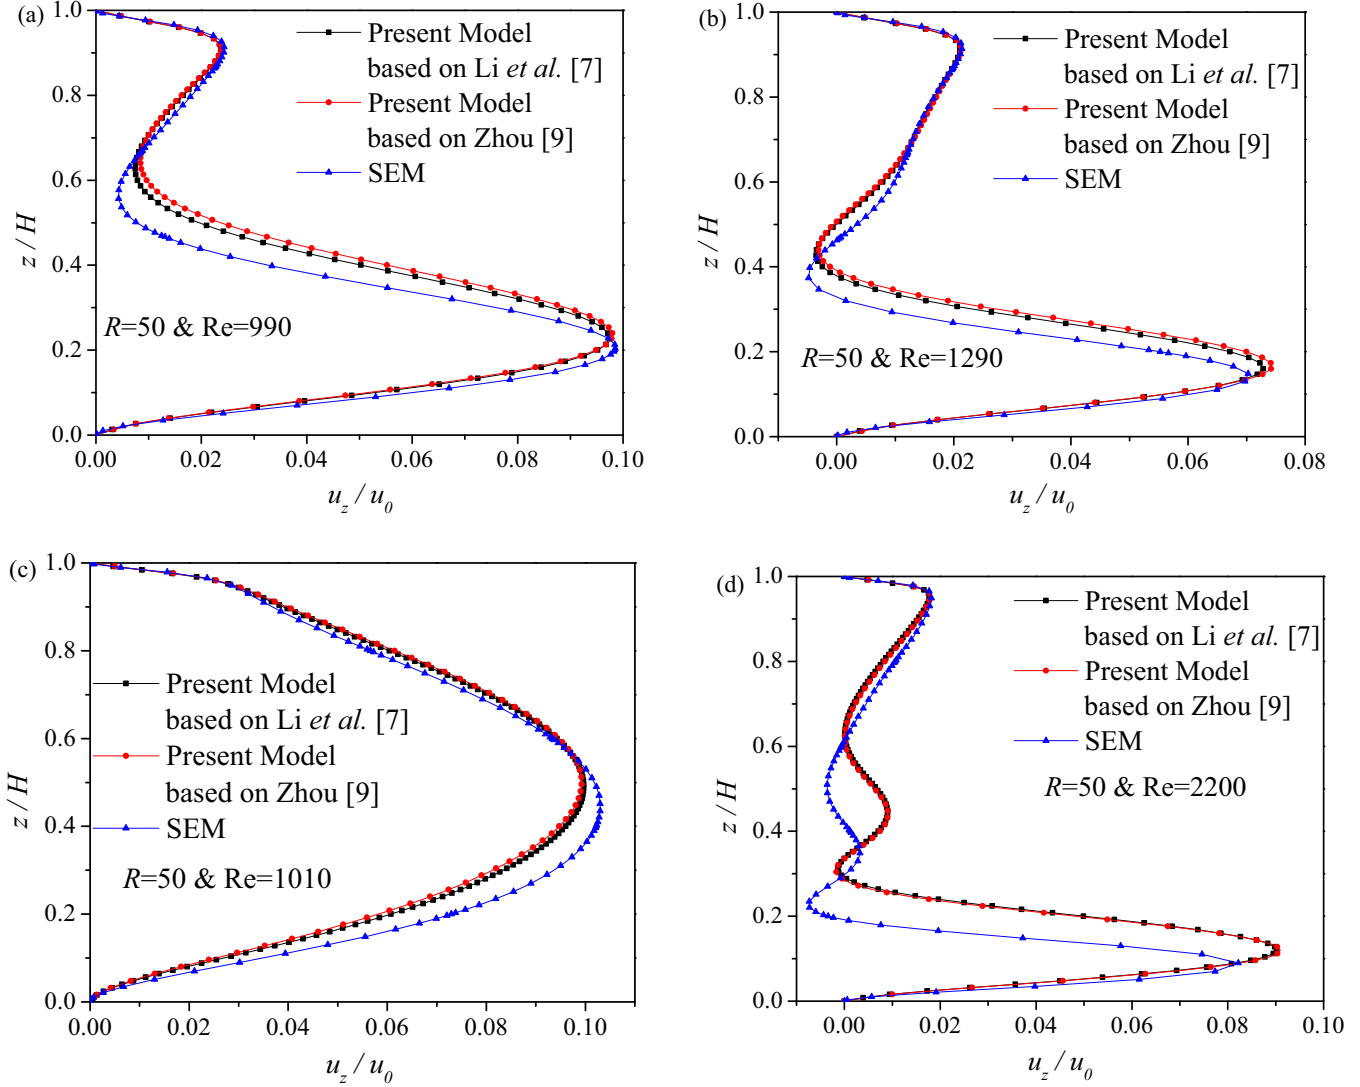 (a)
1.0
0.8
0.6
0.4
0.2
0.0
z / H
Present Model
based on Li et al. [7]
Present Model
based on Zhou [9]
SEM
R=50 & Re=990
0.00 0.02 0.04 0.06 0.08 0.10
u_z / u_0
(b)
1.0
0.8
0.6
0.4
0.2
0.0
z / H
Present Model
based on Li et al. [7]
Present Model
based on Zhou [9]
SEM
R=50 & Re=1290
0.00 0.02 0.04 0.06 0.08
u_z / u_0
(c)
1.0
0.8
0.6
0.4
0.2
0.0
z / H
Present Model
based on Li et al. [7]
Present Model
based on Zhou [9]
SEM
R=50 & Re=1010
0.00 0.02 0.04 0.06 0.08 0.10
u_z / u_0
(d)
1.0
0.8
0.6
0.4
0.2
0.0
z / H
Present Model
based on Li et al. [7]
Present Model
based on Zhou [9]
SEM
R=50 & Re=2200
0.00 0.02 0.04 0.06 0.08 0.10
u_z / u_0